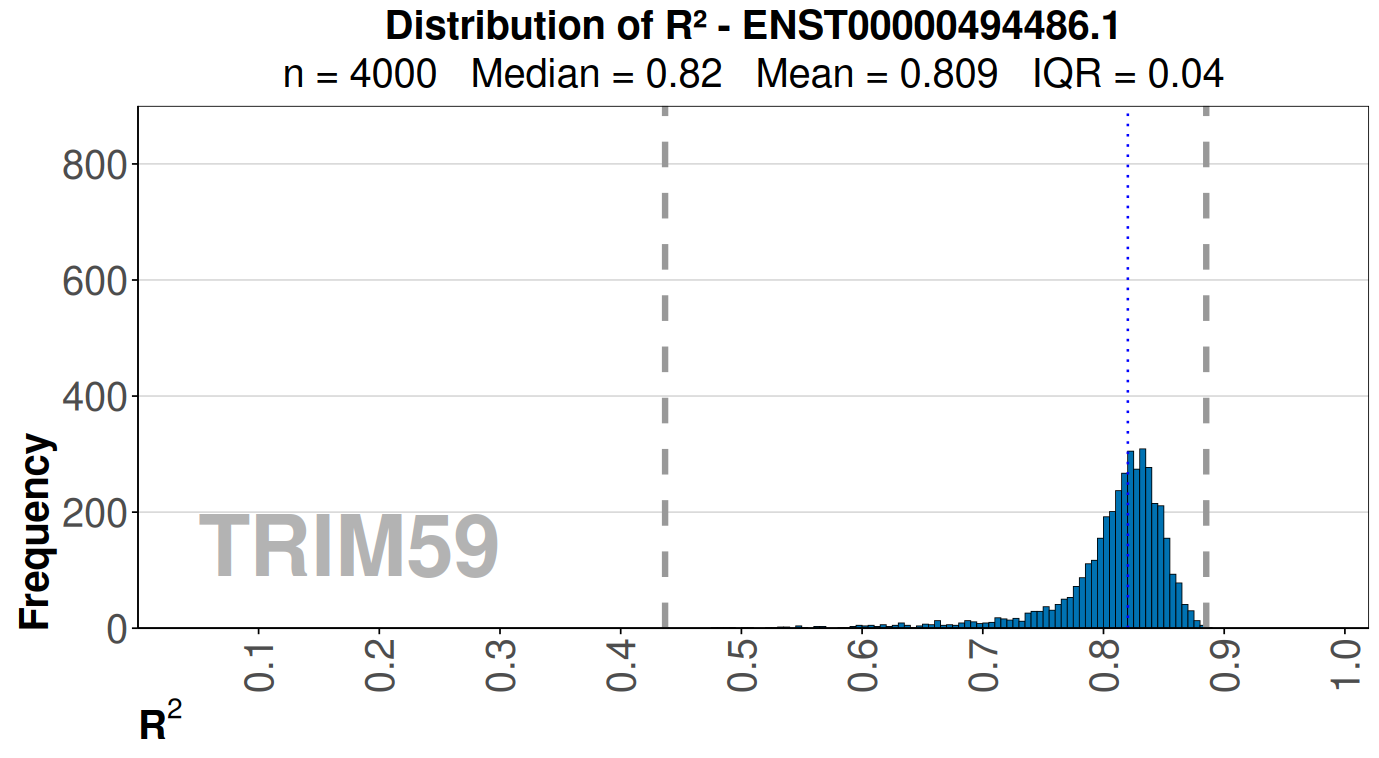 Distribution of R² - ENST00000494486.1
n = 4000 Median = 0.82 Mean = 0.809 IQR = 0.04
800
600
400
200
0
Frequency
TRIM59
0.1 0.2 0.3 0.4 0.5 0.6 0.7 0.8 0.9 1.0
R²